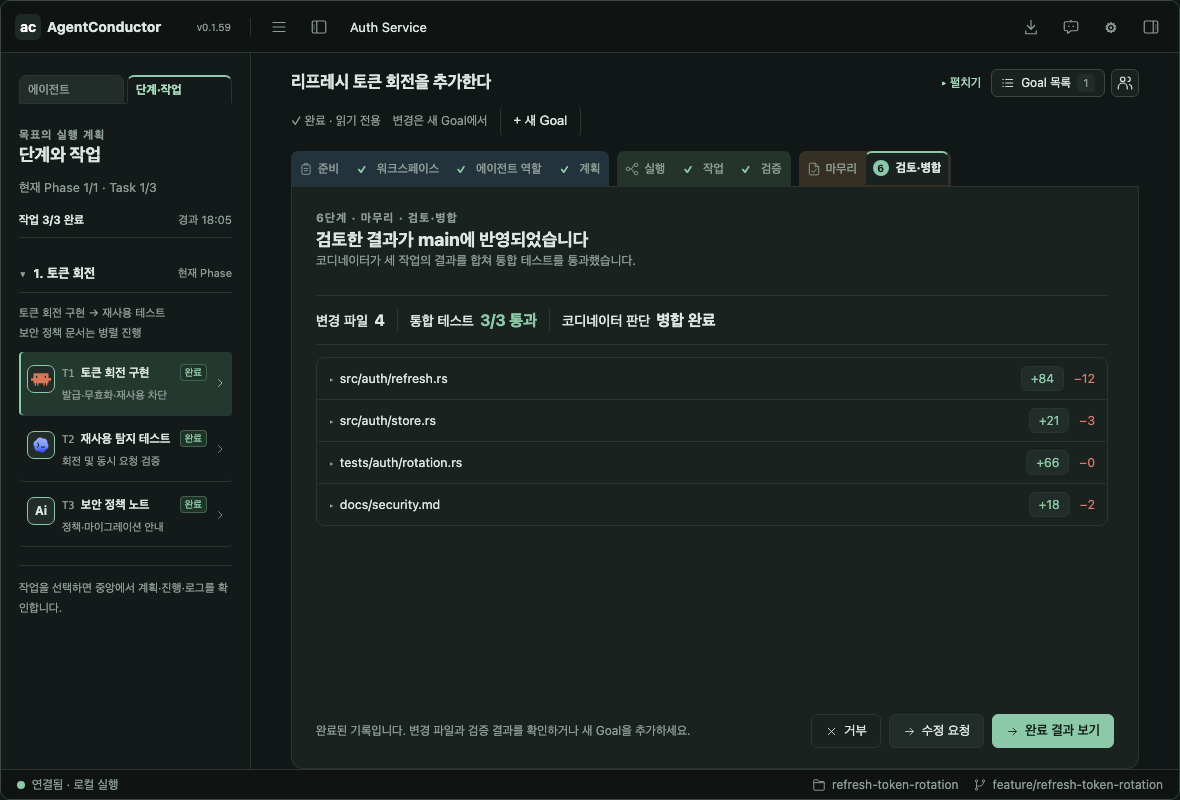 ac AgentConductor v0.1.59 Auth Service
에이전트 단계·작업
목표의 실행 계획
단계와 작업
현재 Phase 1/1 · Task 1/3
작업 3/3 완료 경과 18:05
1. 토큰 회전 현재 Phase
토큰 회전 구현 → 재사용 테스트
보안 정책 문서는 병렬 진행
T1 토큰 회전 구현 완료
발급·무효화·재사용 차단
T2 재사용 탐지 테스트 완료
회전 및 동시 요청 검증
Ai T3 보안 정책 노트 완료
정책·마이그레이션 안내
작업을 선택하면 중앙에서 계획·진행·로그를 확
인합니다.
리프레시 토큰 회전을 추가한다 펼치기 Goal 목록 1
✓ 완료 · 읽기 전용 변경은 새 Goal에서 + 새 Goal
준비 ✓ 워크스페이스 ✓ 에이전트 역할 ✓ 계획 실행 ✓ 작업 ✓ 검증 마무리 6 검토·병합
6단계 · 마무리 · 검토·병합
검토한 결과가 main에 반영되었습니다
코디네이터가 세 작업의 결과를 합쳐 통합 테스트를 통과했습니다.
변경 파일 4 통합 테스트 3/3 통과 코디네이터 판단 병합 완료
src/auth/refresh.rs +84 −12
src/auth/store.rs +21 −3
tests/auth/rotation.rs +66 −0
docs/security.md +18 −2
완료된 기록입니다. 변경 파일과 검증 결과를 확인하거나 새 Goal을 추가하세요. × 거부 → 수정 요청 → 완료 결과 보기
연결됨 · 로컬 실행 refresh-token-rotation feature/refresh-token-rotation